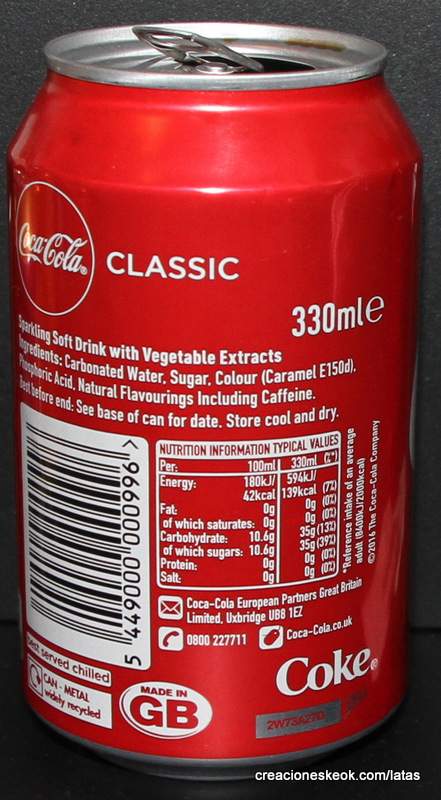 Coca-Cola®
CLASSIC
330ml e
Sparkling Soft Drink with Vegetable Extracts
Ingredients: Carbonated Water, Sugar, Colour (Caramel E150d),
Phosphoric Acid, Natural Flavourings Including Caffeine.
Best before end: See base of can for date. Store cool and dry.
5 449000 000996 >
NUTRITION INFORMATION TYPICAL VALUES
Per: 100ml 330ml (%*)
Energy: 180kJ/ 594kJ/
42kcal 139kcal (7%)
Fat: 0g 0g (0%)
of which saturates: 0g 0g (0%)
Carbohydrate: 10.6g 35g (13%)
of which sugars: 10.6g 35g (39%)
Protein: 0g 0g (0%)
Salt: 0g 0g (0%)
*Reference intake of an average
adult (8400kJ/2000kcal)
©2016 The Coca-Cola Company
Coca-Cola European Partners Great Britain
Limited, Uxbridge UB8 1EZ
0800 227711 Coca-Cola.co.uk
best served chilled
CAN - METAL
widely recycled
MADE IN
GB
Coke®
creacioneskeok.com/latas